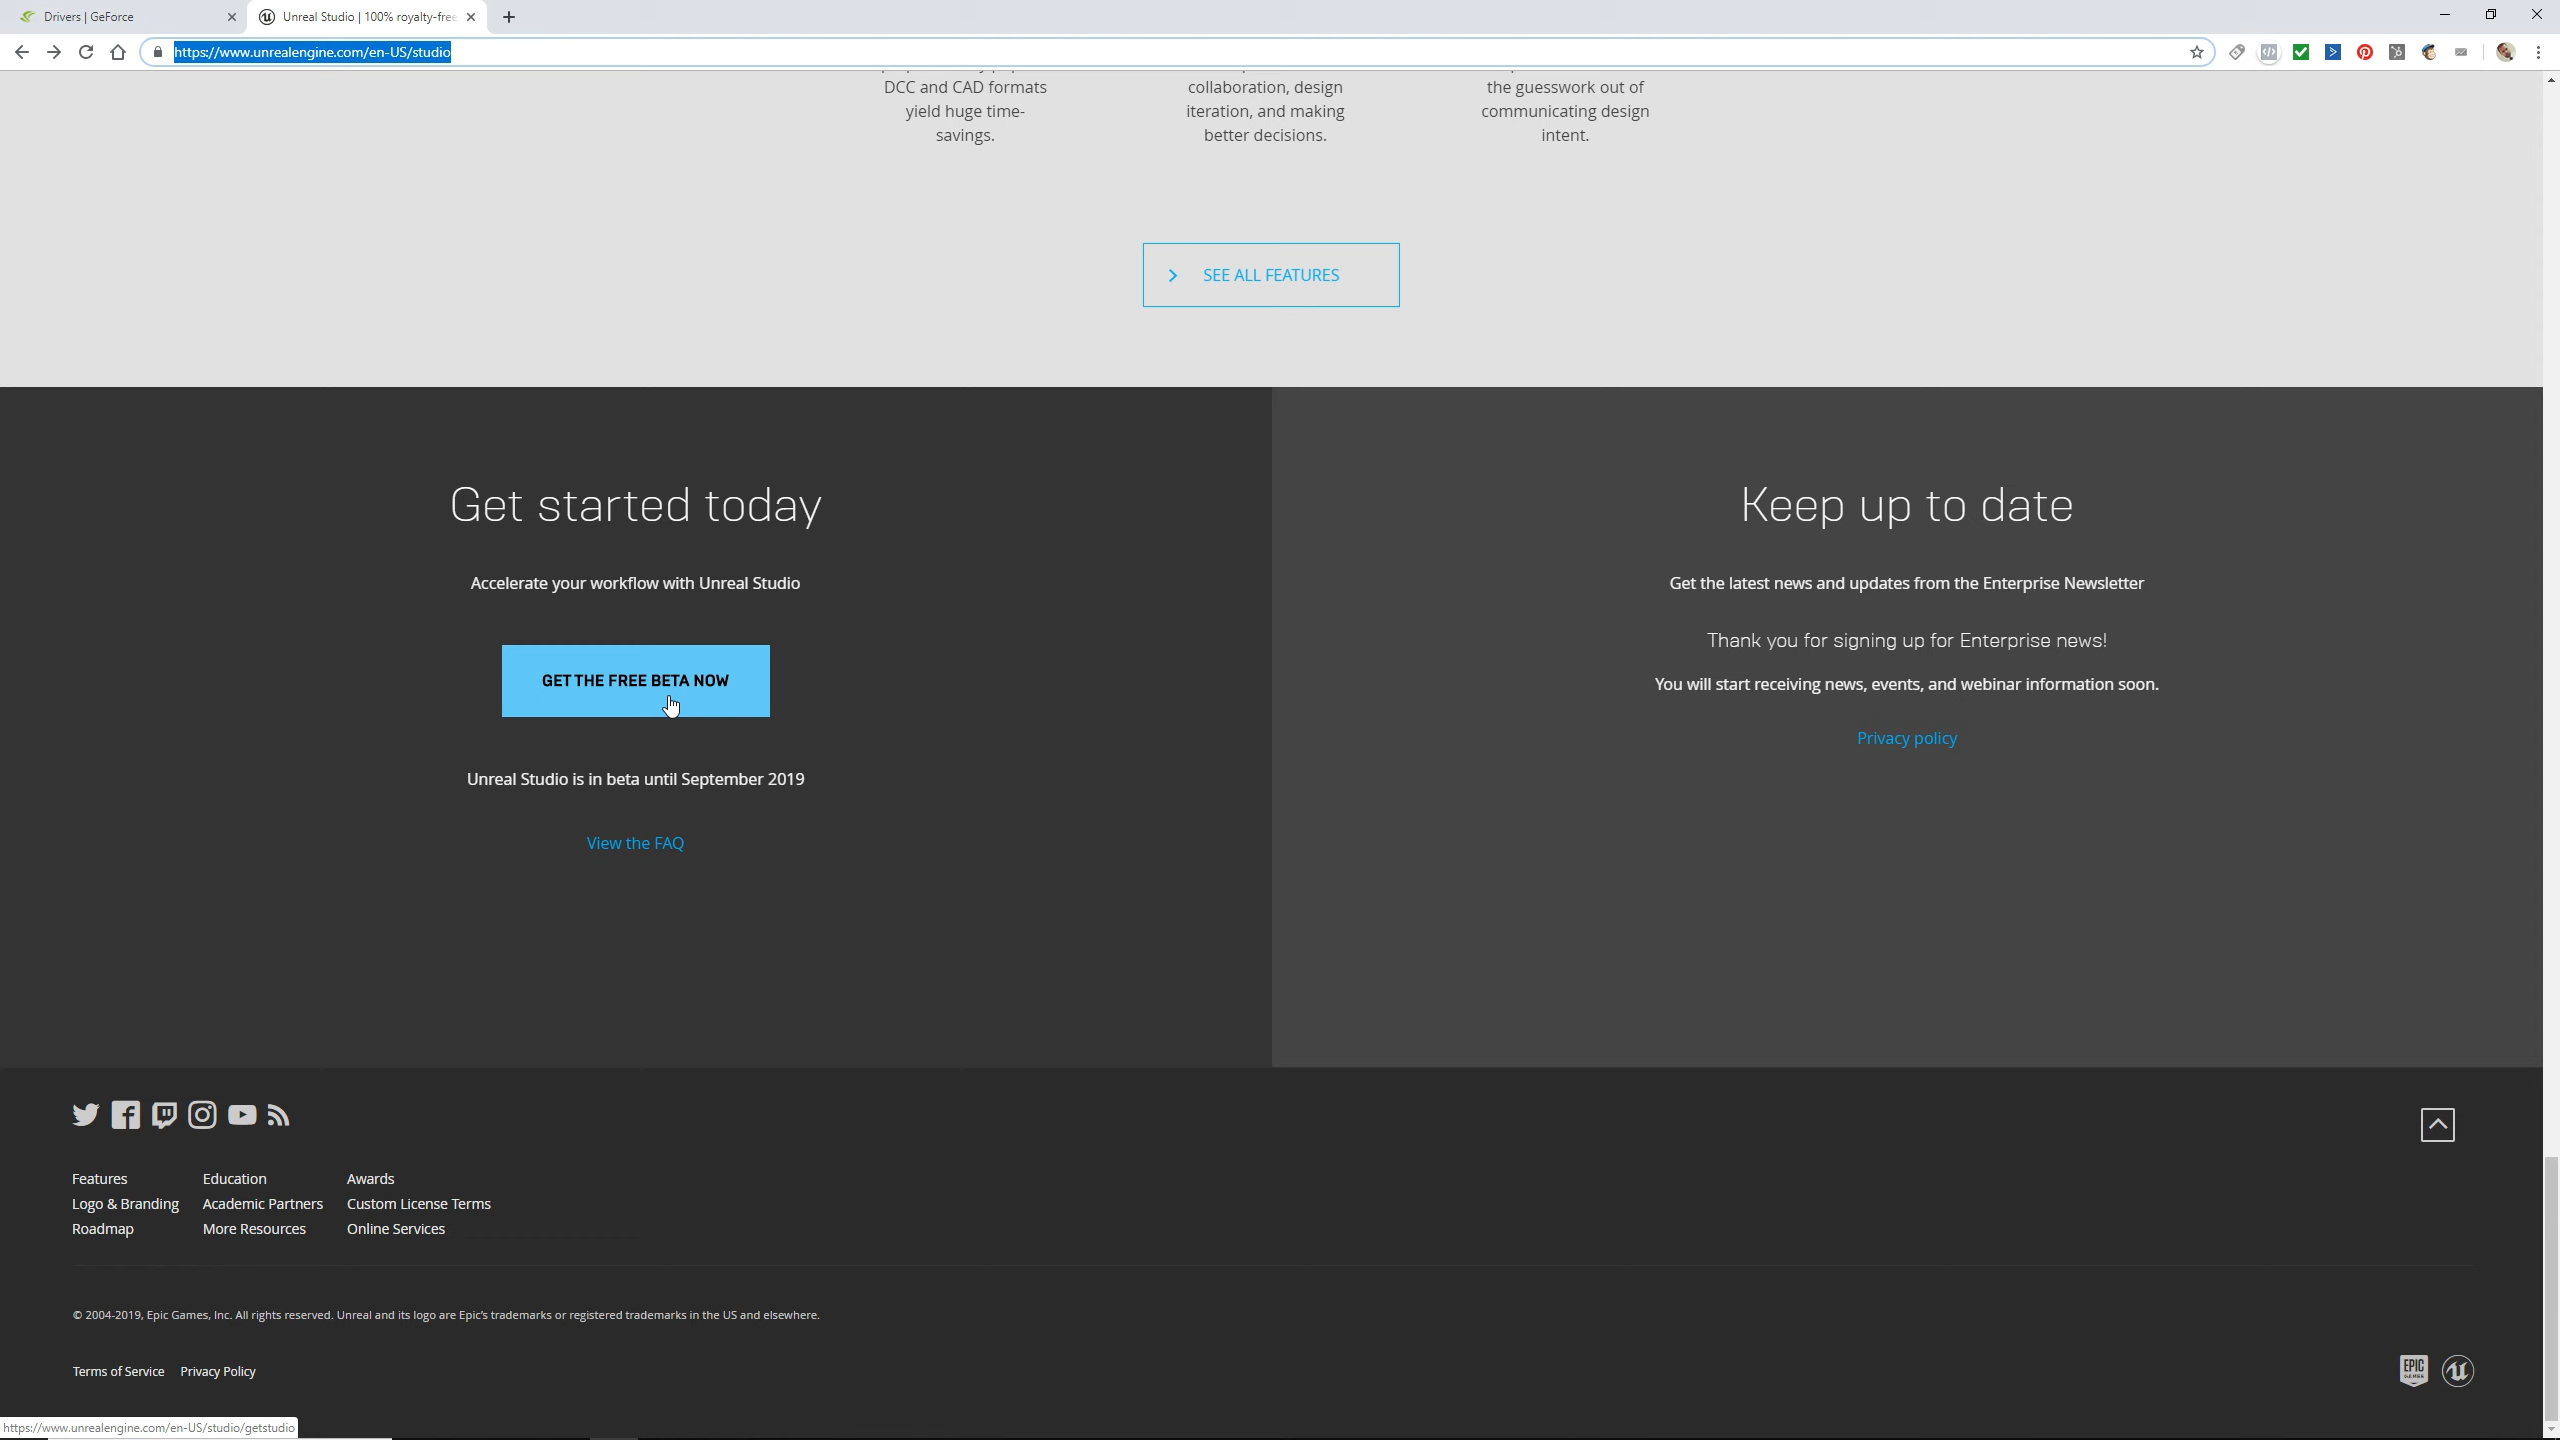 Drivers | GeForce
Unreal Studio | 100% royalty-free
https://www.unrealengine.com/en-US/studio
DCC and CAD formats
yield huge time-
savings.
collaboration, design
iteration, and making
better decisions.
the guesswork out of
communicating design
intent.
SEE ALL FEATURES
Get started today
Accelerate your workflow with Unreal Studio
GET THE FREE BETA NOW
Unreal Studio is in beta until September 2019
View the FAQ
Keep up to date
Get the latest news and updates from the Enterprise Newsletter
Thank you for signing up for Enterprise news!
You will start receiving news, events, and webinar information soon.
Privacy policy
Features
Logo & Branding
Roadmap
Education
Academic Partners
More Resources
Awards
Custom License Terms
Online Services
© 2004-2019, Epic Games, Inc. All rights reserved. Unreal and its logo are Epic's trademarks or registered trademarks in the US and elsewhere.
Terms of Service Privacy Policy
EPIC
GAMES
https://www.unrealengine.com/en-US/studio/getstudio